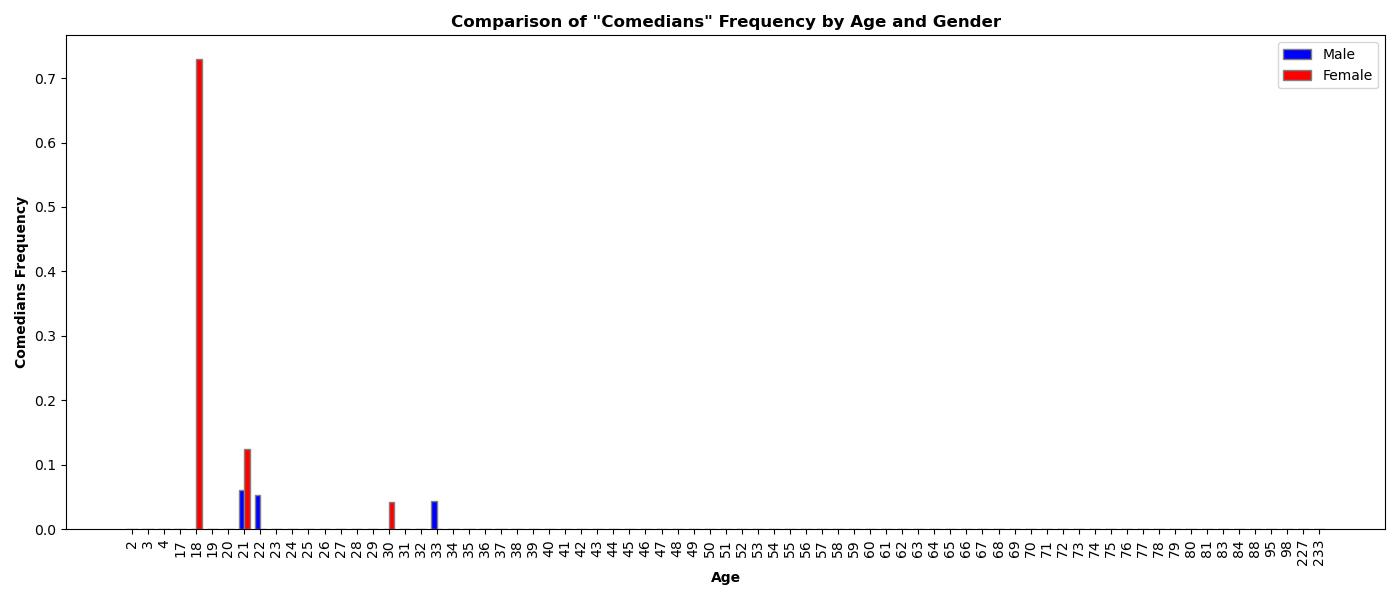 Comparison of "Comedians" Frequency by Age and Gender
Male
Female
Comedians Frequency
0.7
0.6
0.5
0.4
0.3
0.2
0.1
0.0
2 3 4 17 18 19 20 21 22 23 24 25 26 27 28 29 30 31 32 33 34 35 36 37 38 39 40 41 42 43 44 45 46 47 48 49 50 51 52 53 54 55 56 57 58 59 60 61 62 63 64 65 66 67 68 69 70 71 72 73 74 75 76 77 78 79 80 81 83 84 88 95 98 227 233
Age